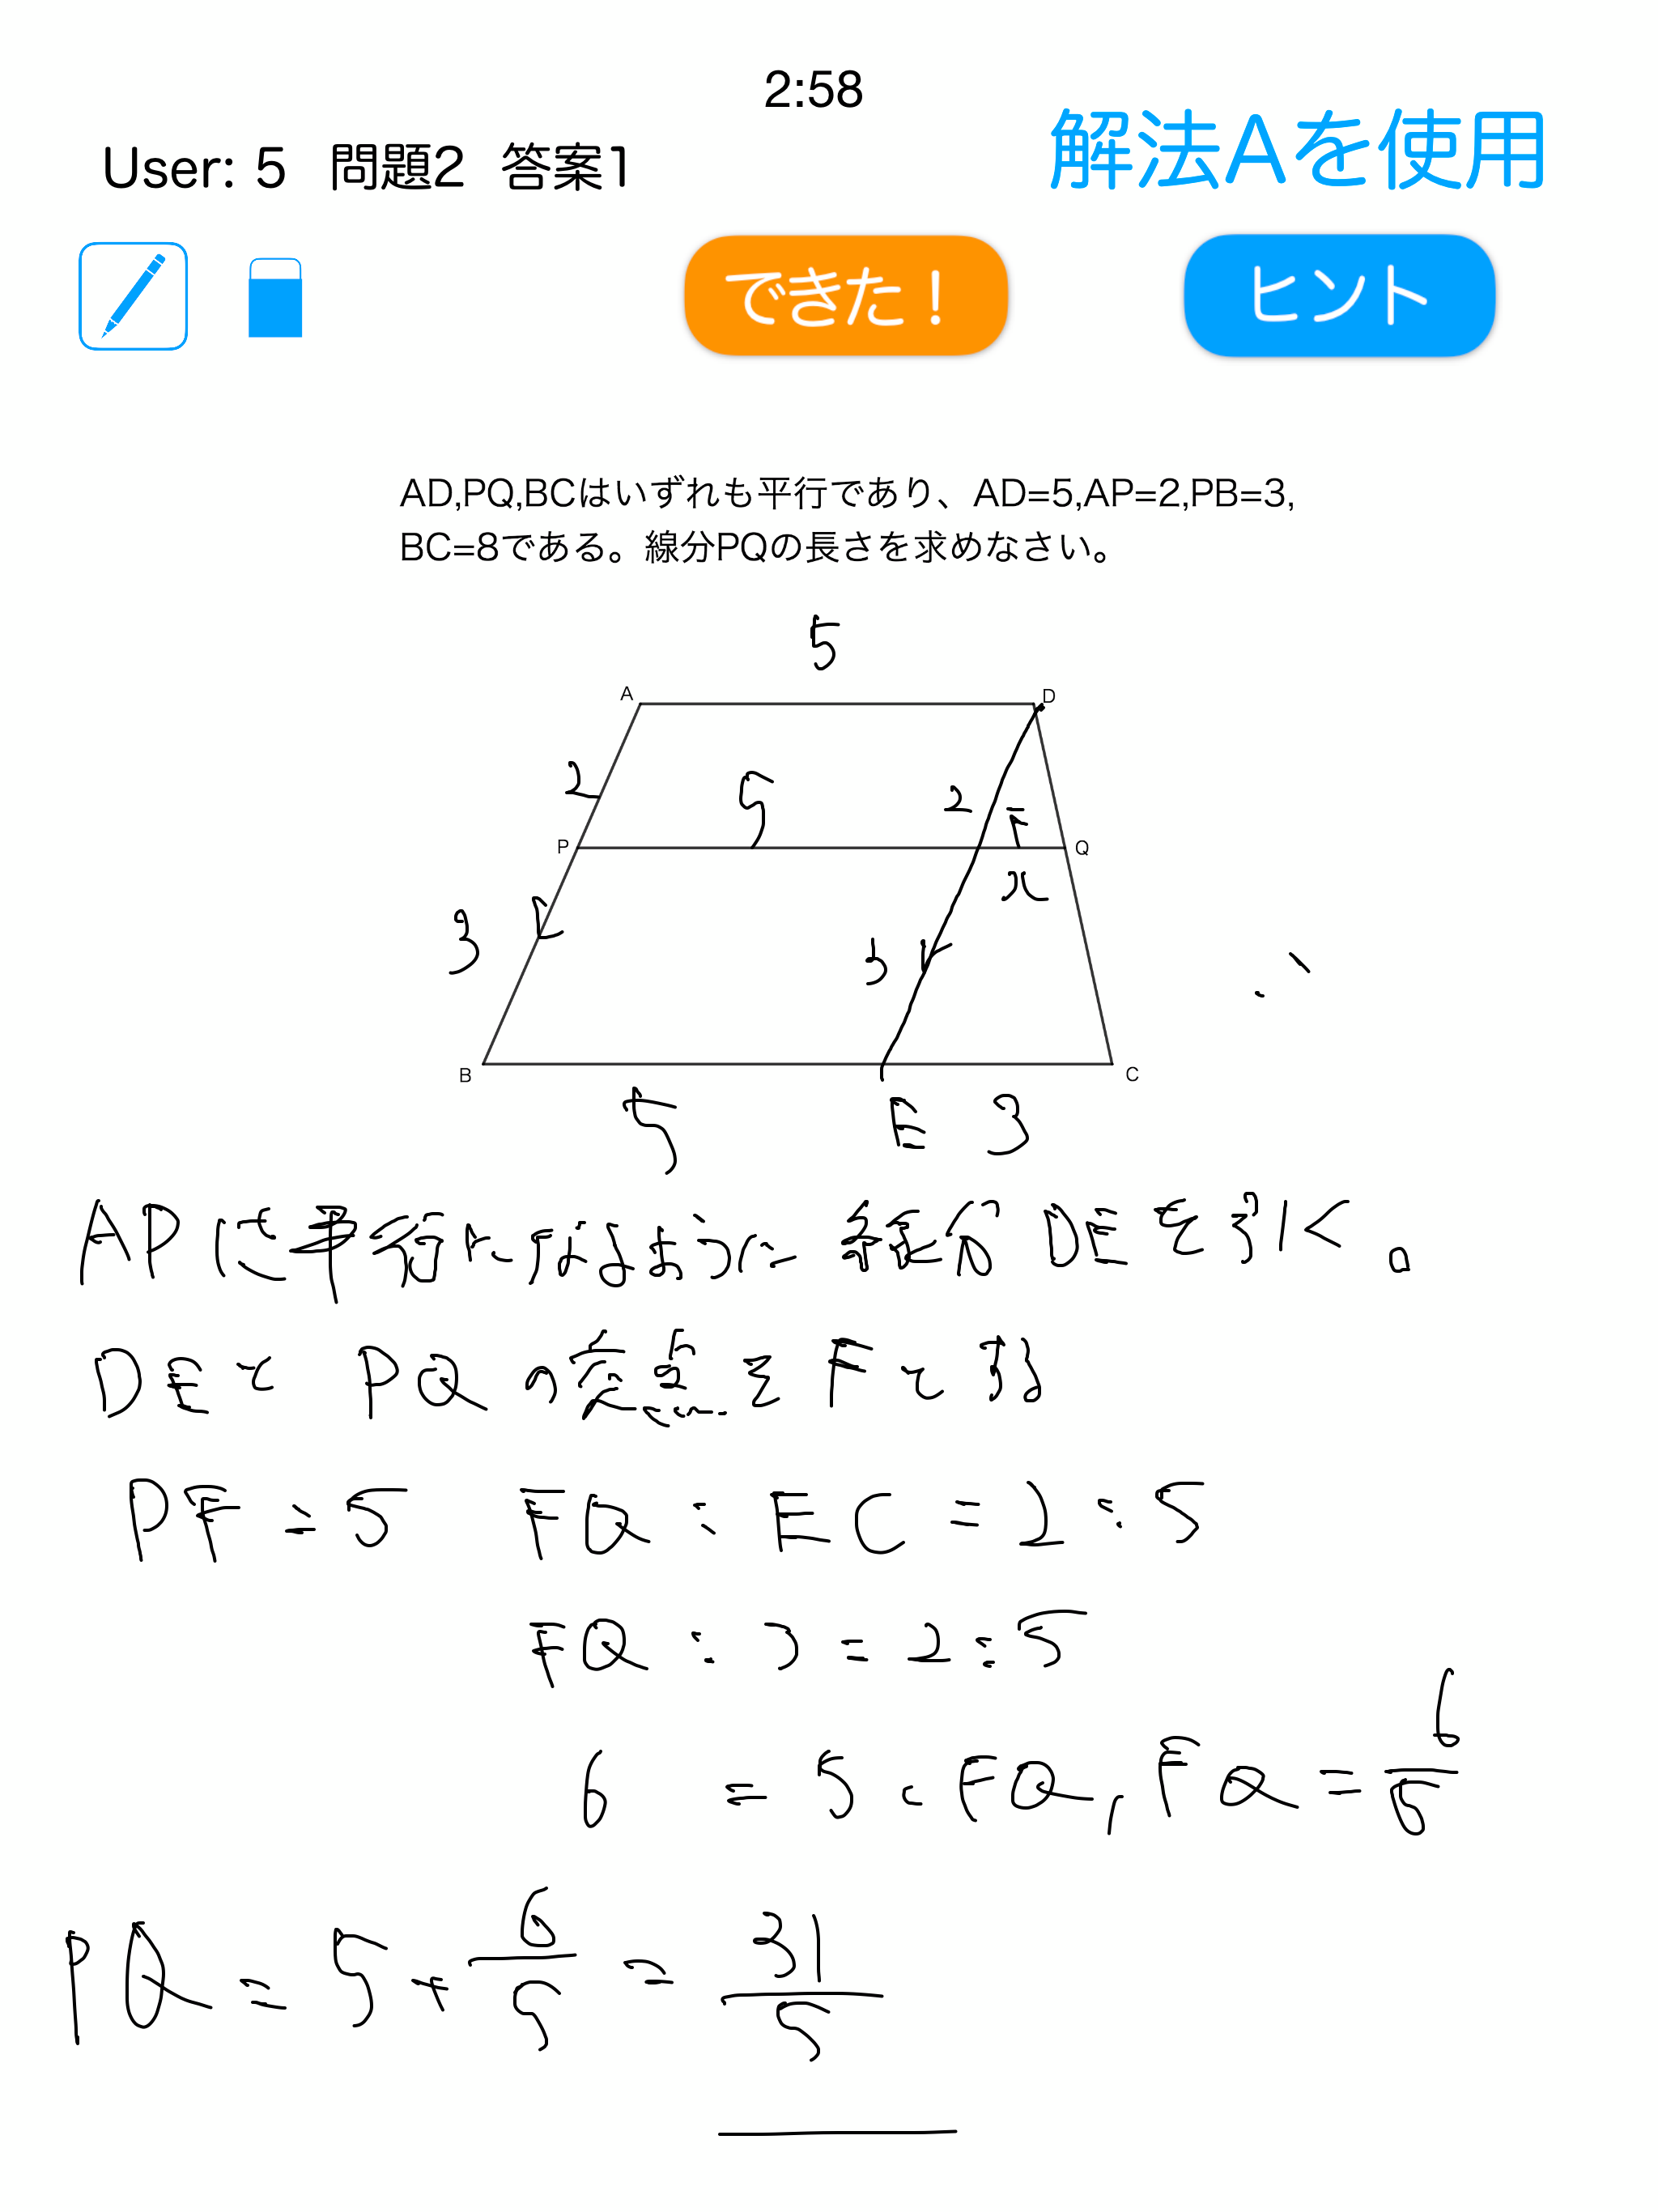 2:58
User: 5 問題2 答案1
解法Aを使用
できた！
ヒント
AD,PQ,BCはいずれも平行であり、AD=5,AP=2,PB=3,
BC=8である。線分PQの長さを求めなさい。
5
A
D
2
5
2
P
Q
x
3
3
B
C
5
E
3
APに平行になるように線分DEを引く。
DEとPQの交点をFとする
PF=5 FQ:EC=2:5
FQ:3=2:5
6 = 5・FQ, FQ=6/5
PQ=5+6/5=31/5